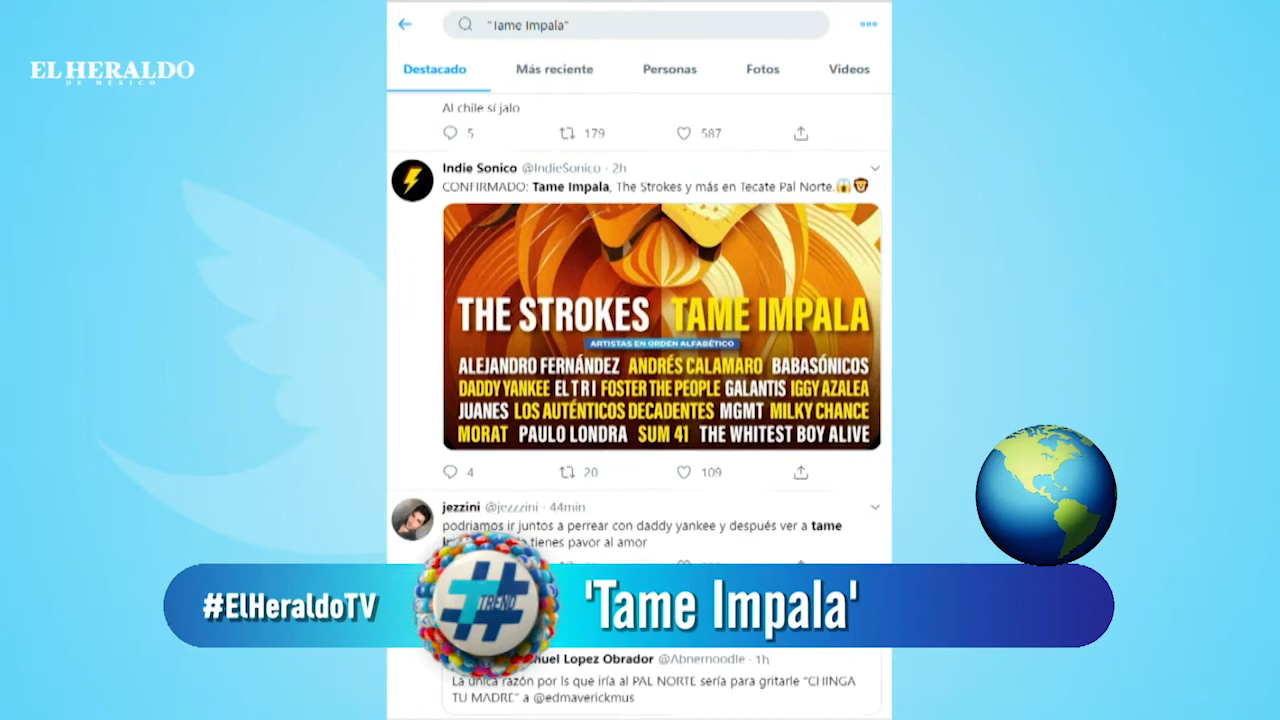 EL HERALDO
DE MÉXICO
"Tame Impala"
Destacado
Más reciente
Personas
Fotos
Videos
Al chile sí jalo
5
179
587
Indie Sonico @IndieSonico · 2h
CONFIRMADO: Tame Impala, The Strokes y más en Tecate Pal Norte.
THE STROKES TAME IMPALA
ARTISTAS EN ORDEN ALFABÉTICO
ALEJANDRO FERNÁNDEZ ANDRÉS CALAMARO BABASÓNICOS
DADDY YANKEE EL TRI FOSTER THE PEOPLE GALANTIS IGGY AZALEA
JUANES LOS AUTÉNTICOS DECADENTES MGMT MILKY CHANCE
MORAT PAULO LONDRA SUM 41 THE WHITEST BOY ALIVE
4
20
109
jezzini @jezzzini · 44min
podriamos ir juntos a perrear con daddy yankee y después ver a tame
tienes pavor al amor
#ElHeraldoTV
TREND
'Tame Impala'
Lopez Obrador @Abnernoodle · 1h
La única razón por ls que iría al PAL NORTE sería para gritarle "CHINGA
TU MADRE" a @edmaverickmus